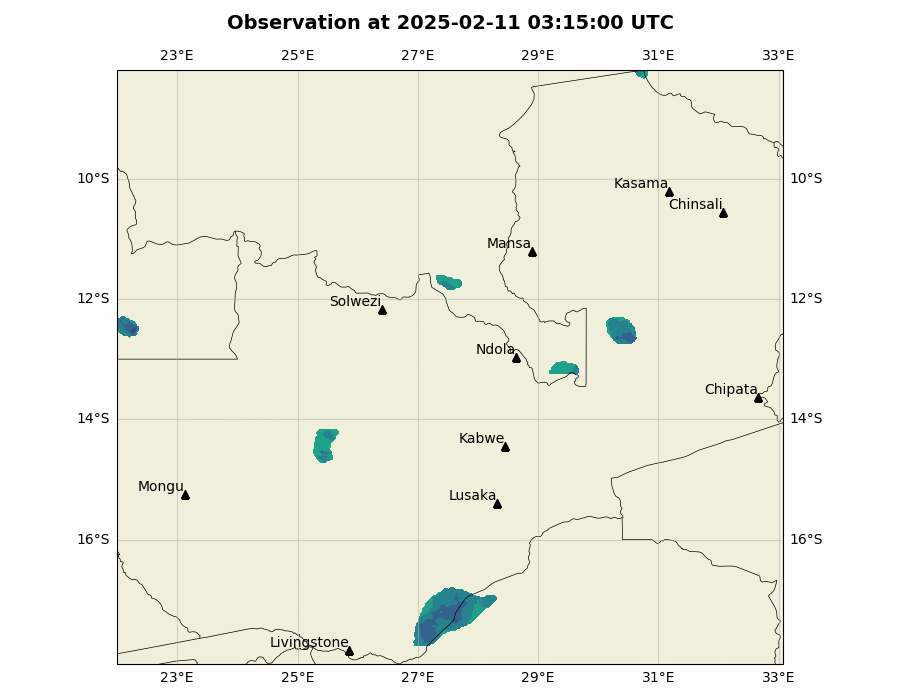 Observation at 2025-02-11 03:15:00 UTC
23°E 25°E 27°E 29°E 31°E 33°E
10°S 10°S
Kasama
Chinsali
Mansa
12°S 12°S
Solwezi
Ndola
Chipata
14°S 14°S
Kabwe
Mongu
Lusaka
16°S 16°S
Livingstone
23°E 25°E 27°E 29°E 31°E 33°E